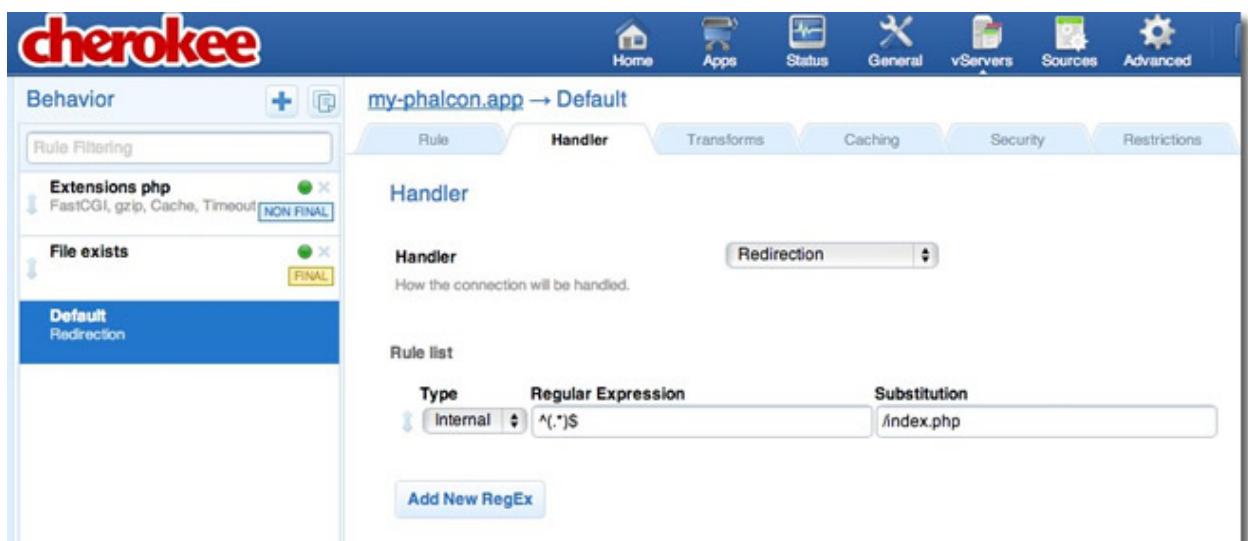 cherokee
Home Apps Status General vServers Sources Advanced
Behavior
Rule Filtering
Extensions php
FastCGI, gzip, Cache, Timeout NON FINAL
File exists
FINAL
Default
Redirection
my-phalcon.app → Default
Rule Handler Transforms Caching Security Restrictions
Handler
Handler Redirection
How the connection will be handled.
Rule list
Type Regular Expression Substitution
Internal ^(.*)$ /index.php
Add New RegEx